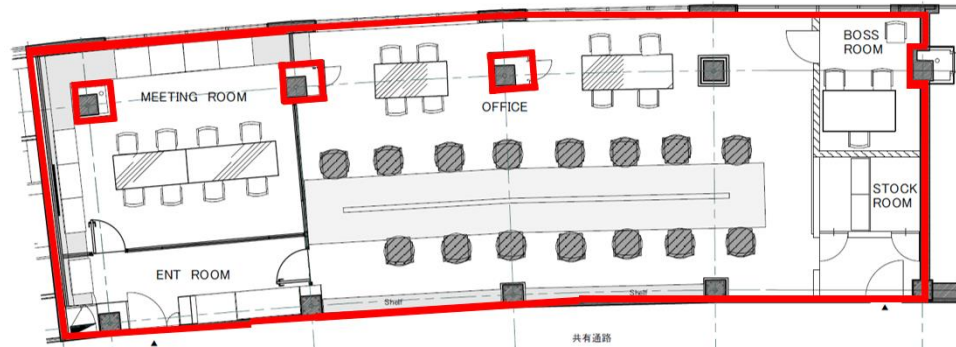 BOSS
ROOM
MEETING ROOM
OFFICE
STOCK
ROOM
ENT ROOM
Shelf
Shelf
共有通路